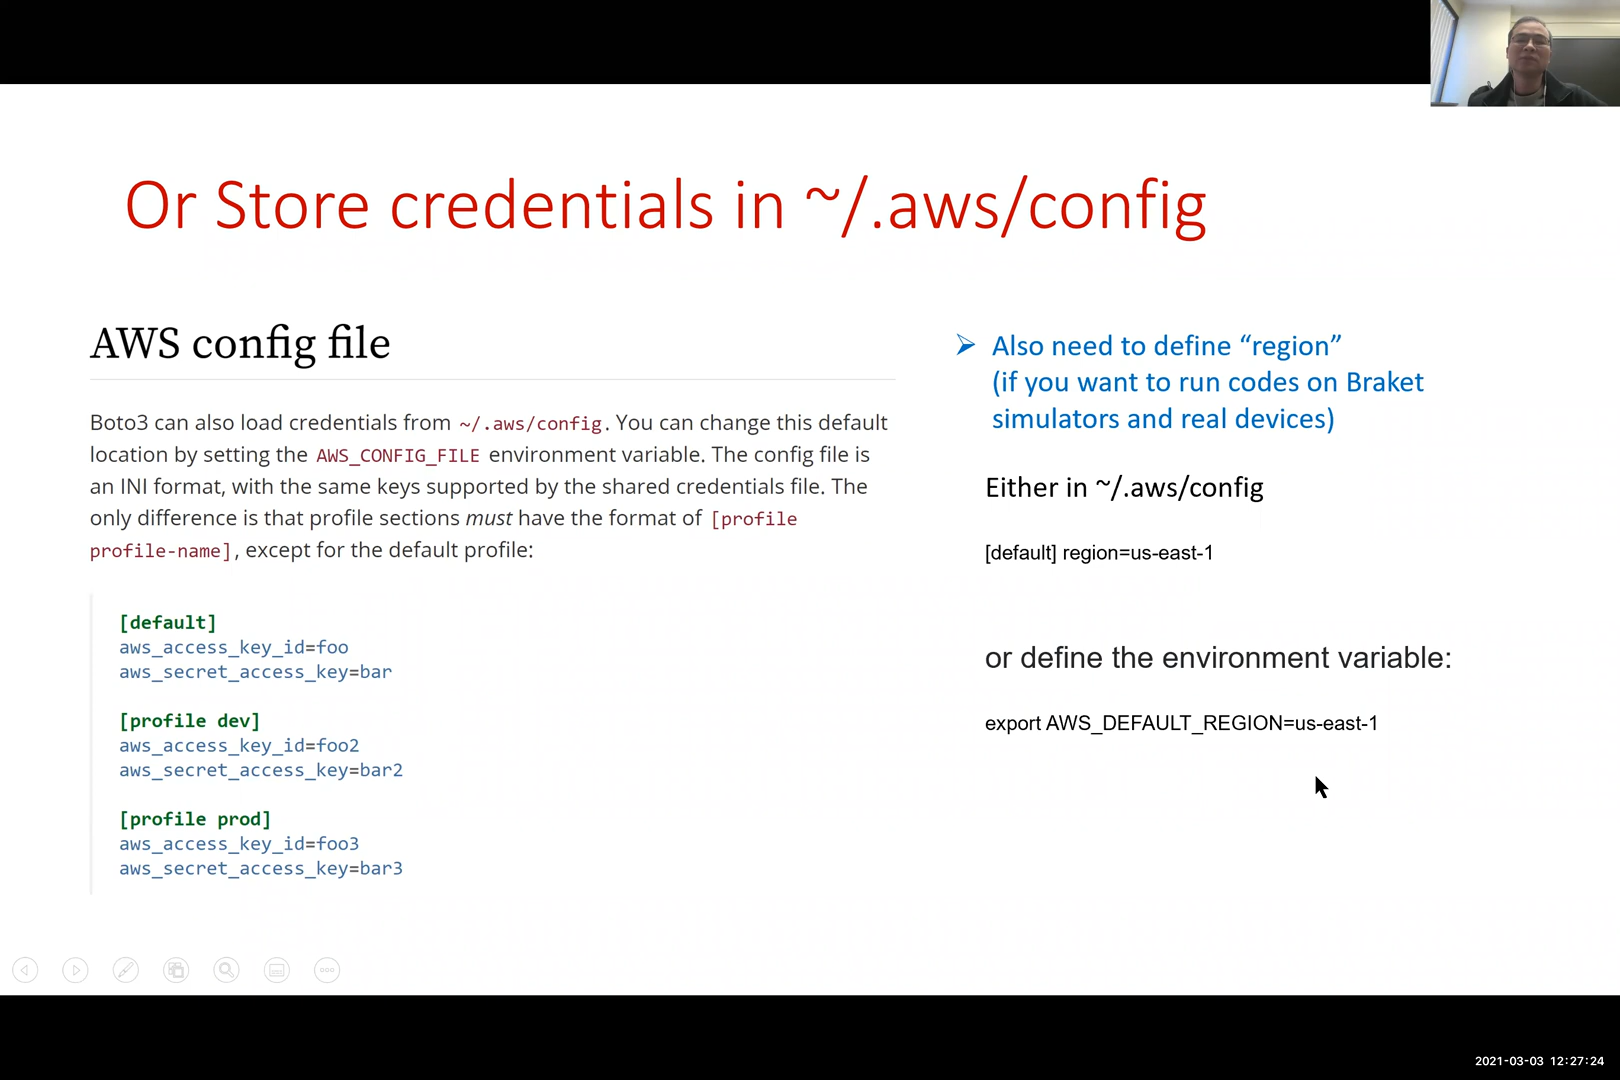 Or Store credentials in ~/.aws/config
AWS config file
Boto3 can also load credentials from ~/.aws/config. You can change this default
location by setting the AWS_CONFIG_FILE environment variable. The config file is
an INI format, with the same keys supported by the shared credentials file. The
only difference is that profile sections must have the format of [profile
profile-name], except for the default profile:
[default]
aws_access_key_id=foo
aws_secret_access_key=bar
[profile dev]
aws_access_key_id=foo2
aws_secret_access_key=bar2
[profile prod]
aws_access_key_id=foo3
aws_secret_access_key=bar3
➢ Also need to define “region”
(if you want to run codes on Braket
simulators and real devices)
Either in ~/.aws/config
[default] region=us-east-1
or define the environment variable:
export AWS_DEFAULT_REGION=us-east-1
2021-03-03 12:27:24